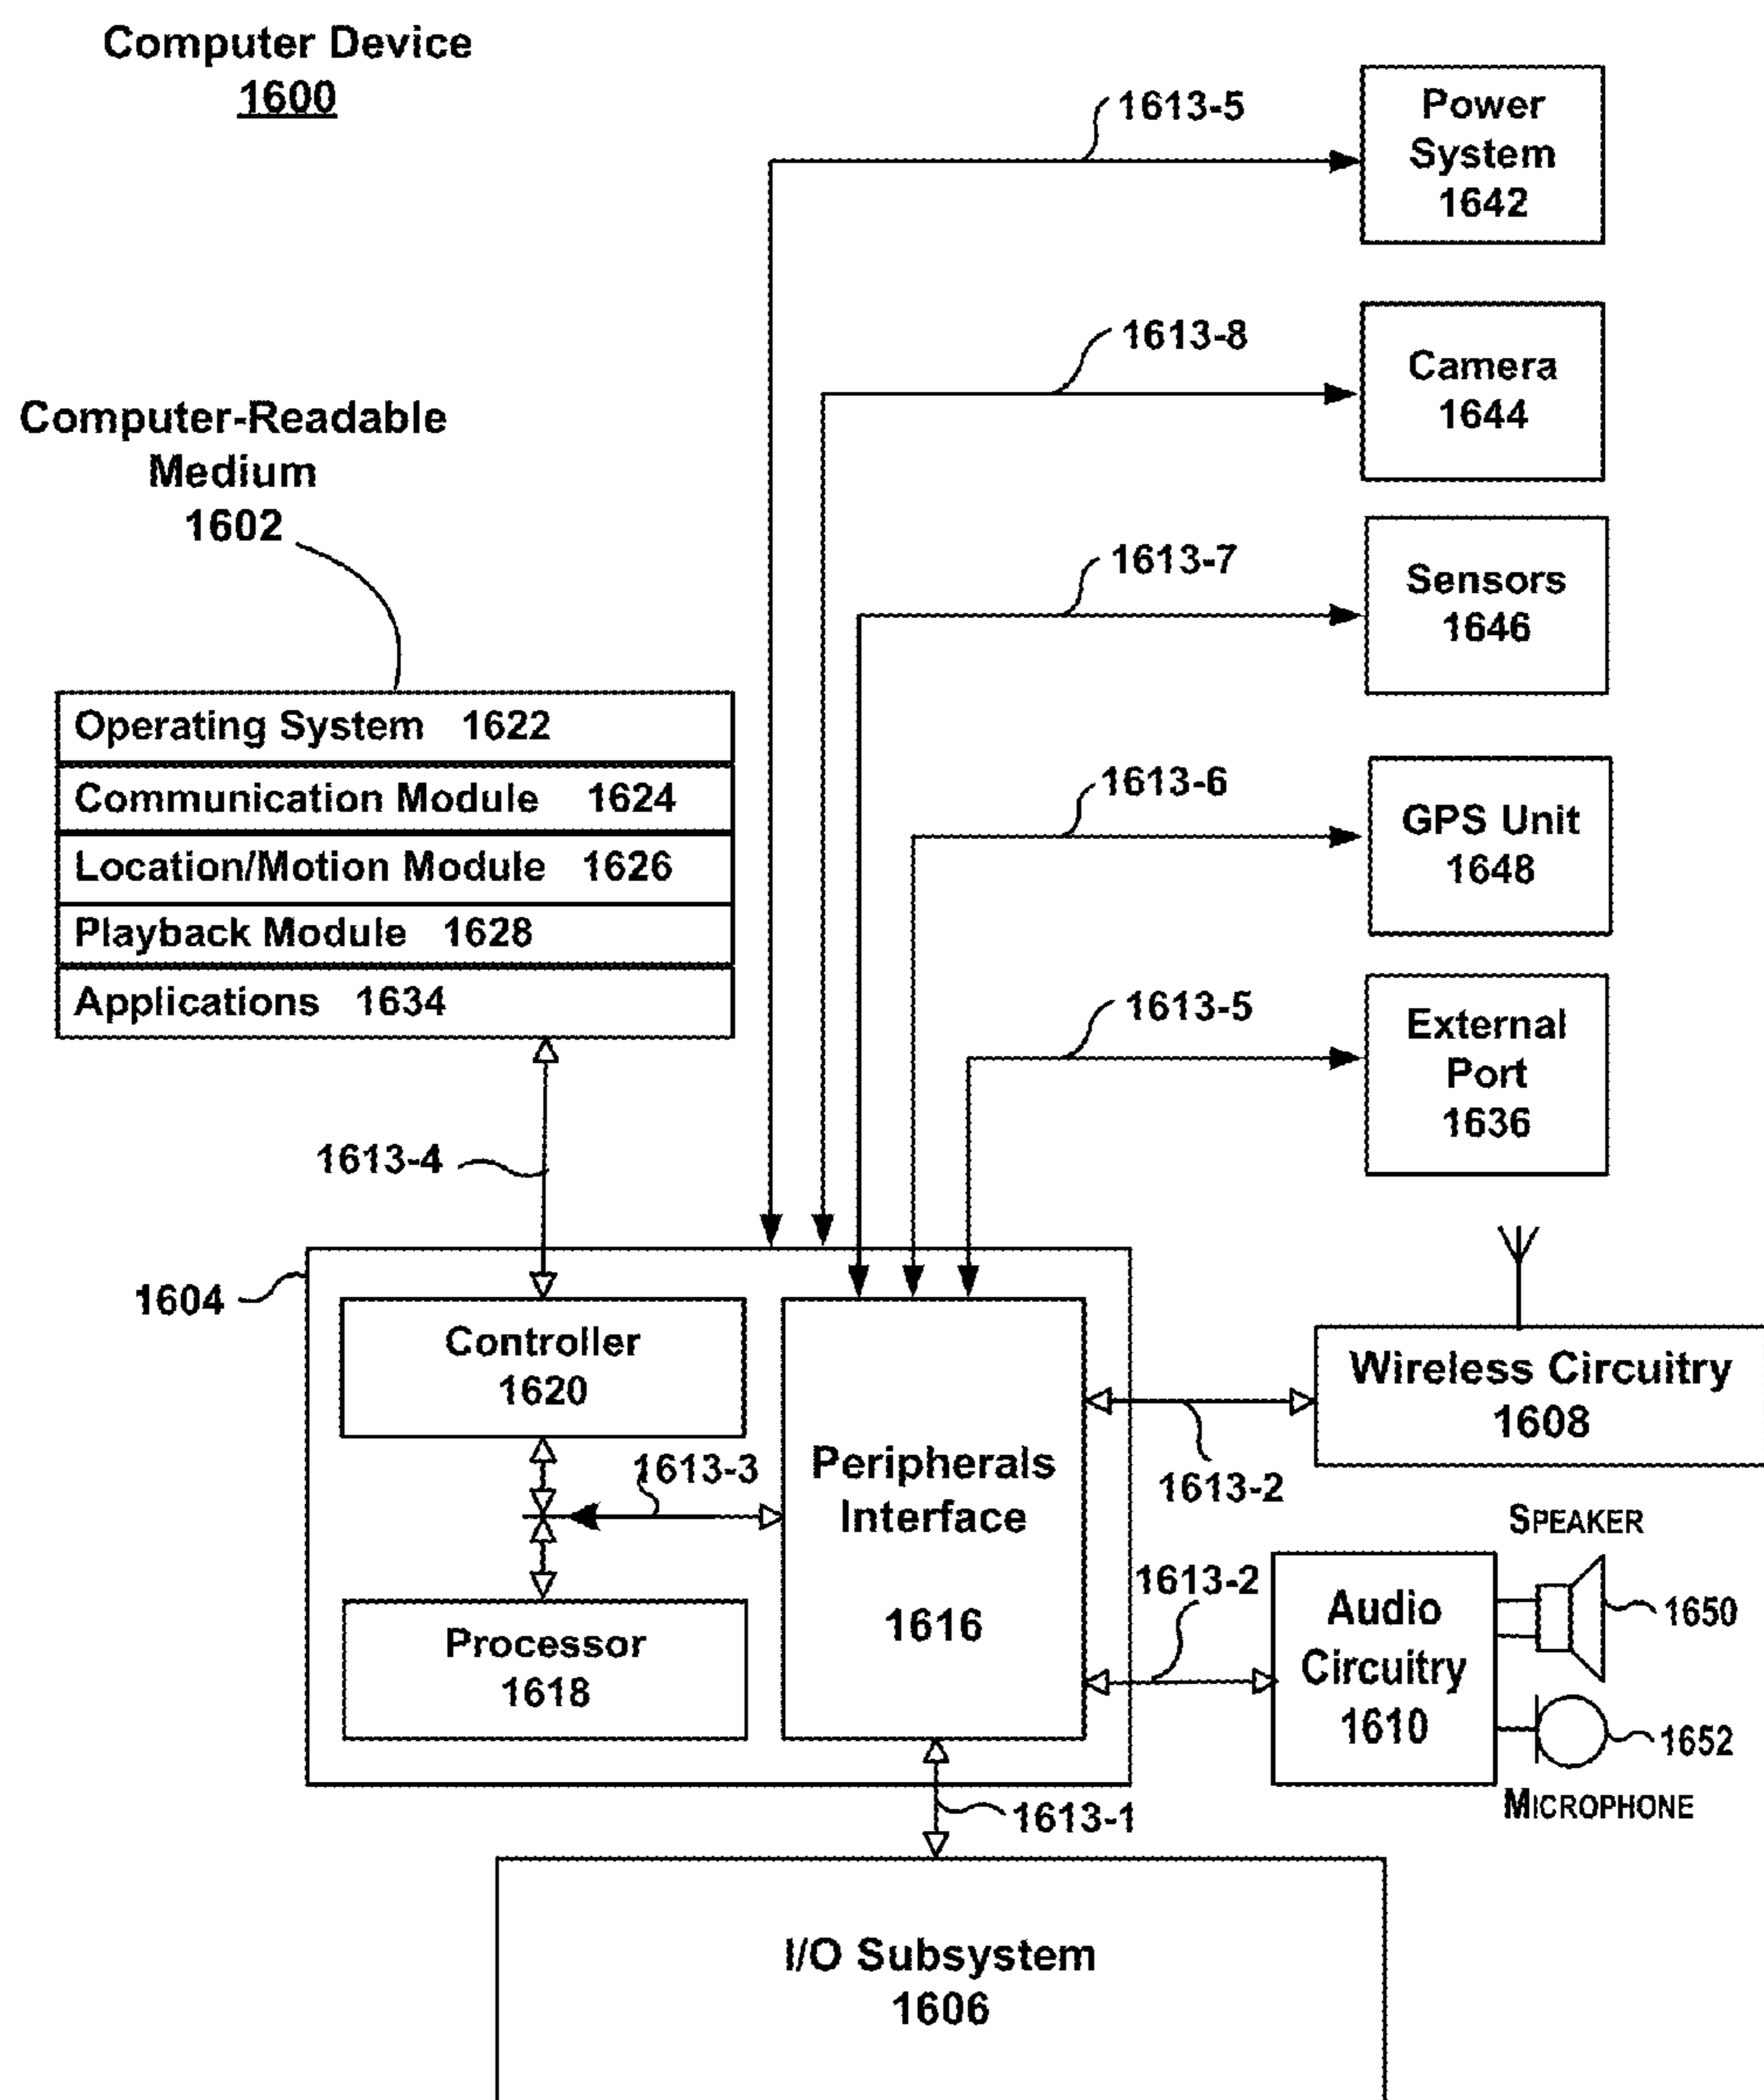 Computer Device
1600
1613-5
Power
System
1642
1613-8
Camera
1644
Computer-Readable
Medium
1602
1613-7
Sensors
1646
Operating System 1622
Communication Module 1624
Location/Motion Module 1626
Playback Module 1628
Applications 1634
1613-6
GPS Unit
1648
1613-5
External
Port
1636
1613-4
1604
Controller
1620
Wireless Circuitry
1608
1613-3
Peripherals
Interface
1616
1613-2
SPEAKER
1613-2
Audio
Circuitry
1610
1650
Processor
1618
1652
MICROPHONE
1613-1
I/O Subsystem
1606